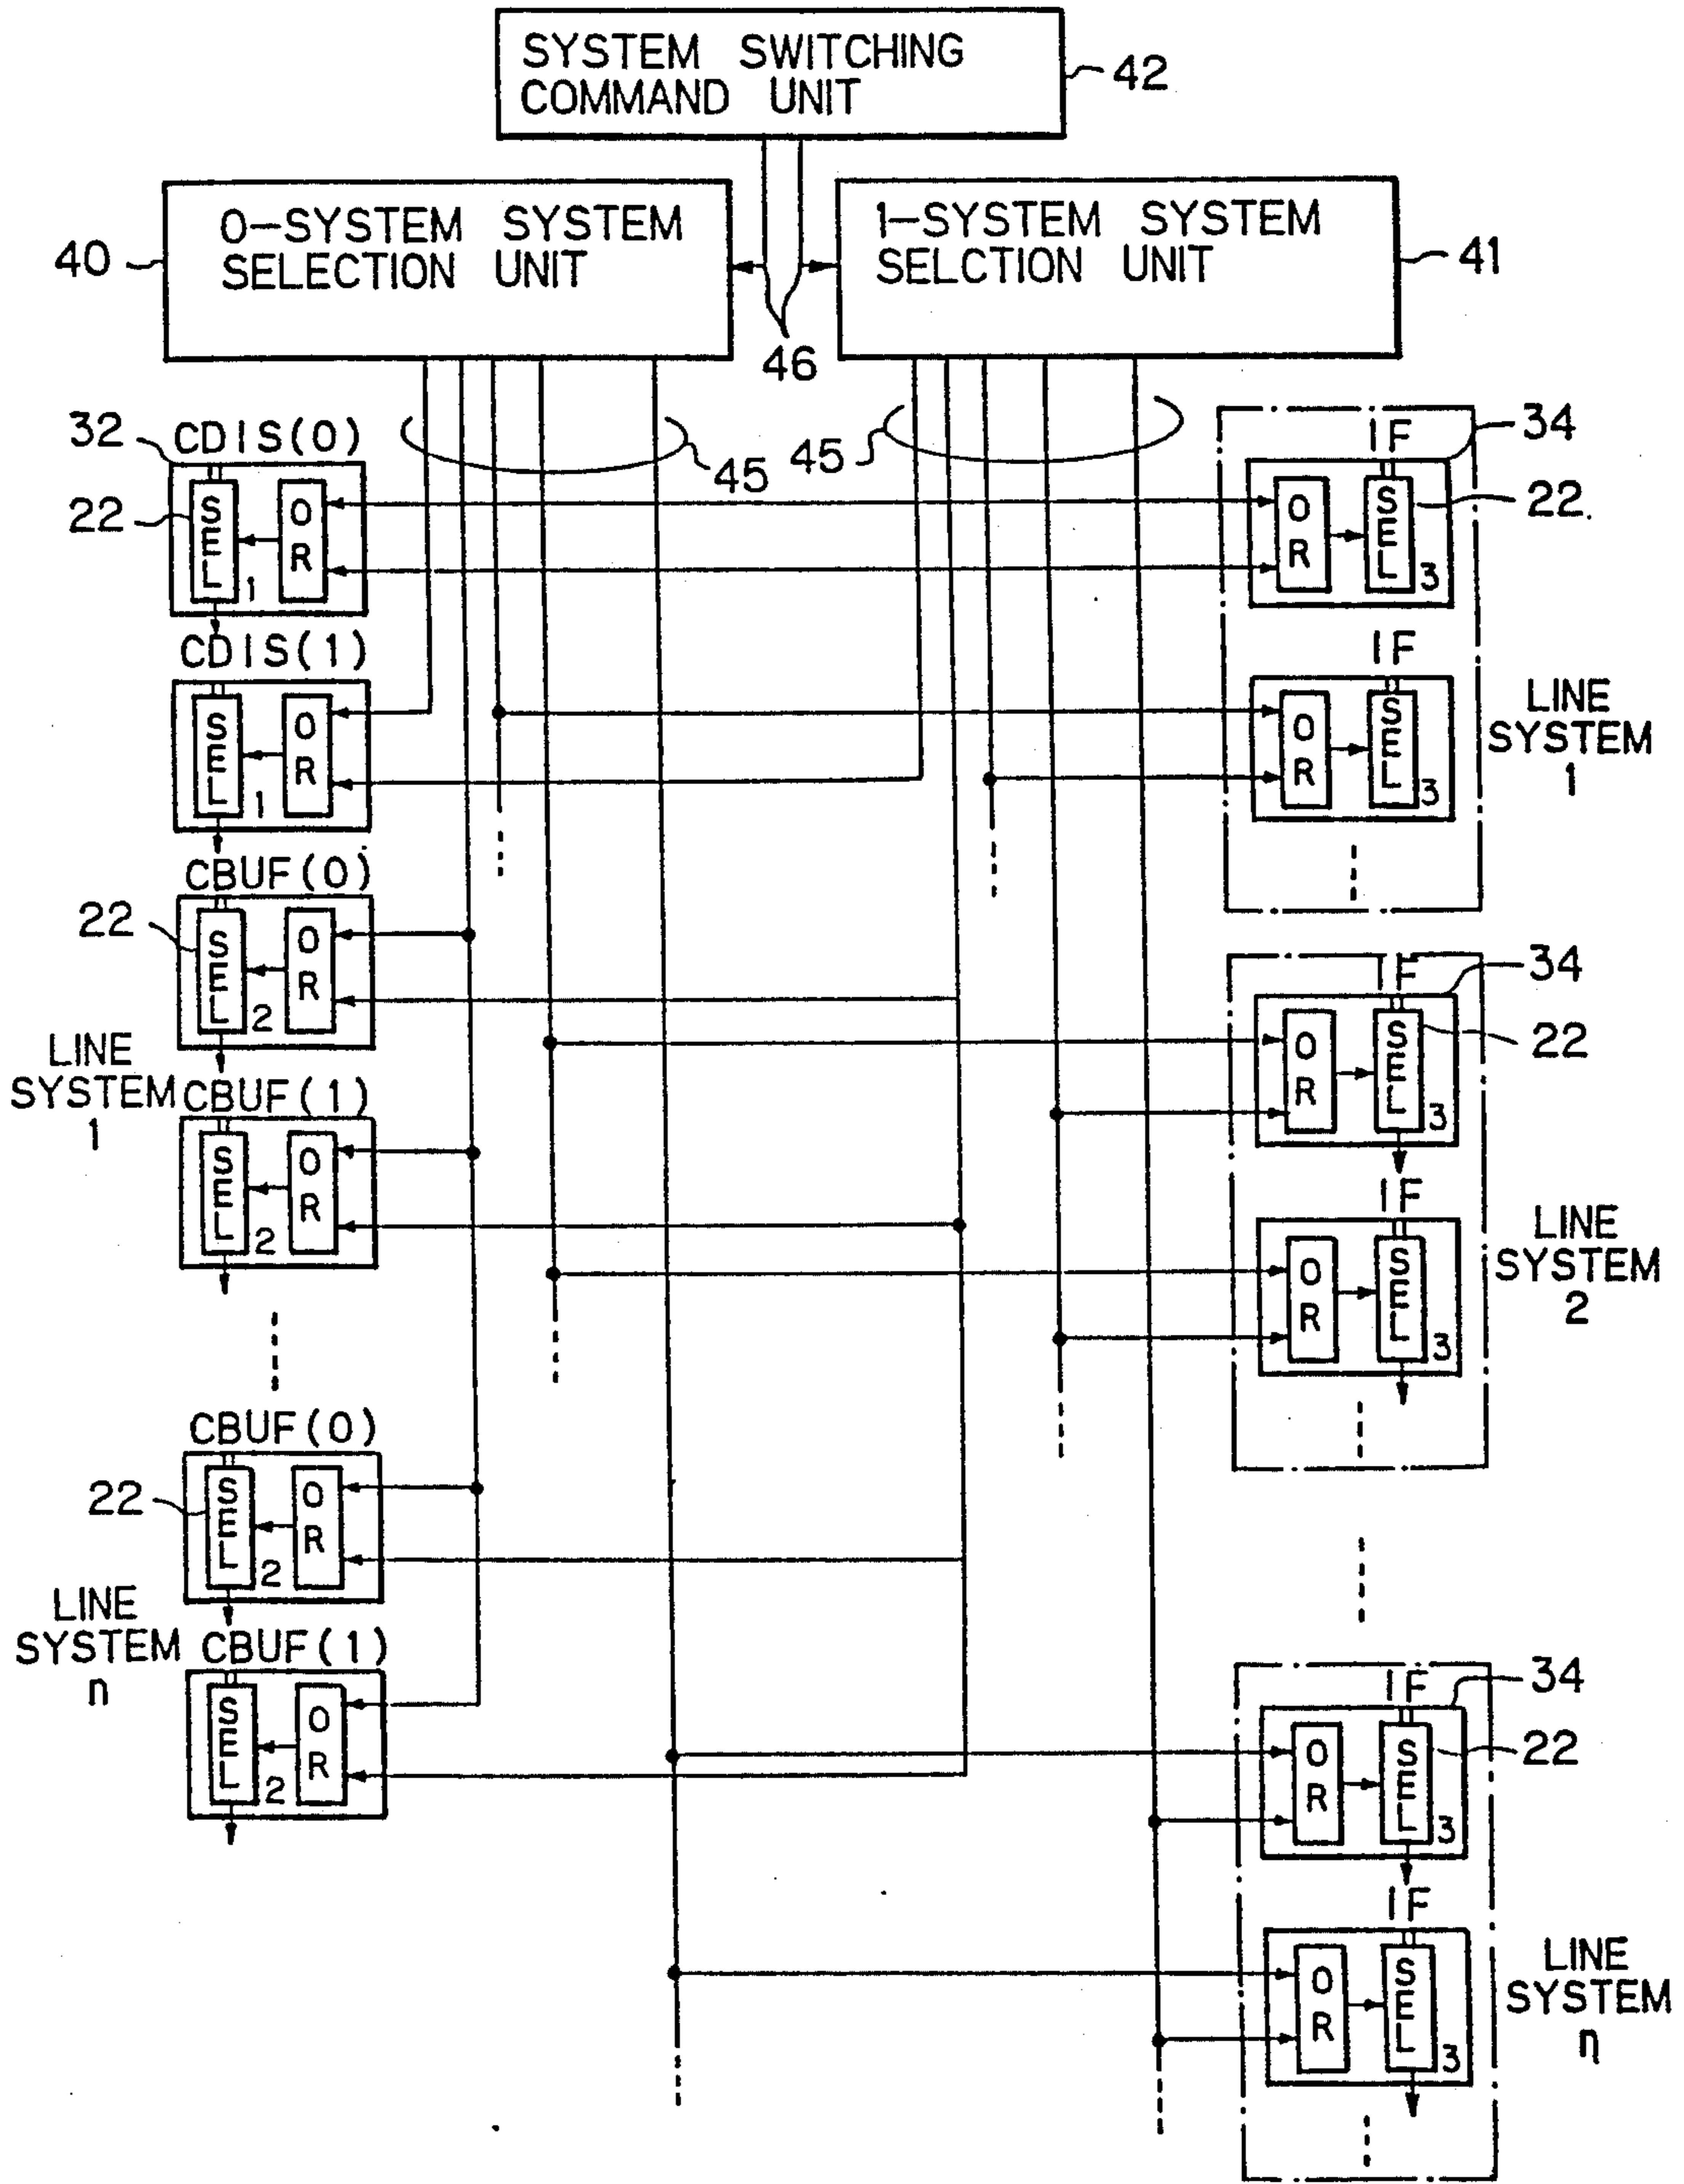 SYSTEM SWITCHING
COMMAND UNIT
42
0-SYSTEM SYSTEM
SELECTION UNIT
40
1-SYSTEM SYSTEM
SELCTION UNIT
41
46
45
45
32
CDIS(0)
22
SEL
1
OR
CDIS(1)
SEL
1
OR
CBUF(0)
22
SEL
2
OR
LINE
SYSTEM
1
CBUF(1)
SEL
2
OR
CBUF(0)
22
SEL
2
OR
LINE
SYSTEM
n
CBUF(1)
SEL
2
OR
IF
34
OR
SEL
3
22
IF
OR
SEL
3
LINE
SYSTEM
1
IF
34
OR
SEL
3
22
IF
OR
SEL
3
LINE
SYSTEM
2
IF
34
OR
SEL
3
22
IF
OR
SEL
3
LINE
SYSTEM
n